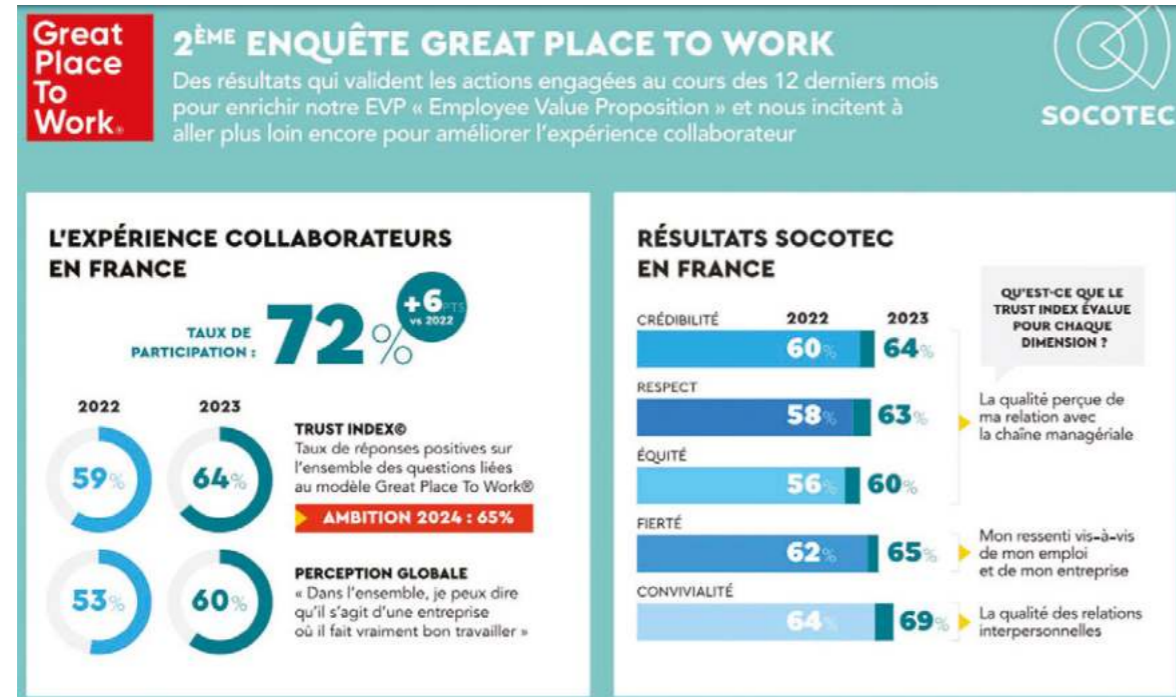 Great
Place
To
Work®
2ÈME ENQUÊTE GREAT PLACE TO WORK
Des résultats qui valident les actions engagées au cours des 12 derniers mois
pour enrichir notre EVP « Employee Value Proposition » et nous incitent à
aller plus loin encore pour améliorer l'expérience collaborateur
SOCOTEC
L'EXPÉRIENCE COLLABORATEURS
EN FRANCE
TAUX DE
PARTICIPATION :
72%
+6 PTS
vs 2022
2022 2023
59% 64%
TRUST INDEX©
Taux de réponses positives sur
l'ensemble des questions liées
au modèle Great Place To Work®
AMBITION 2024 : 65%
53% 60%
PERCEPTION GLOBALE
« Dans l'ensemble, je peux dire
qu'il s'agit d'une entreprise
où il fait vraiment bon travailler »
RÉSULTATS SOCOTEC
EN FRANCE
CRÉDIBILITÉ 2022 2023
60% 64%
RESPECT
58% 63%
ÉQUITÉ
56% 60%
FIERTÉ
62% 65%
CONVIVIALITÉ
64% 69%
QU'EST-CE QUE LE
TRUST INDEX ÉVALUE
POUR CHAQUE
DIMENSION ?
La qualité perçue de
ma relation avec
la chaîne managériale
Mon ressenti vis-à-vis
de mon emploi
et de mon entreprise
La qualité des relations
interpersonnelles